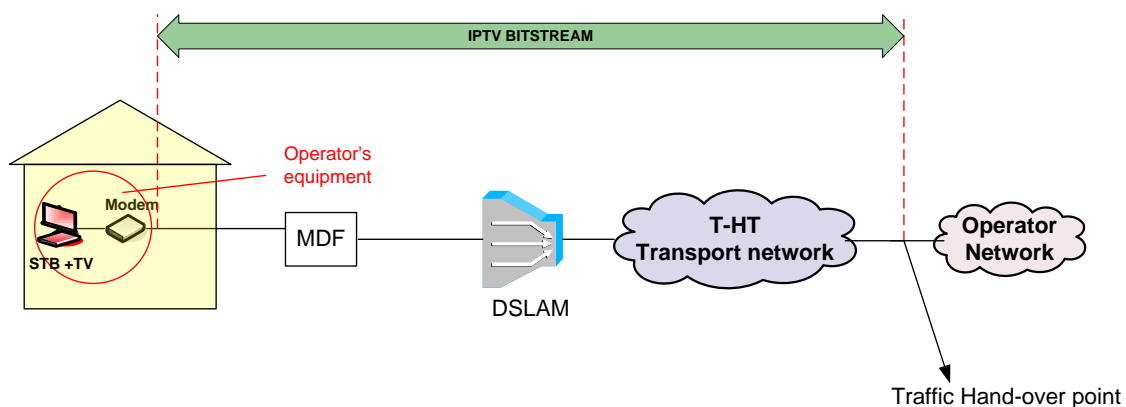 IPTV BITSTREAM
Operator's
equipment
Modem
STB +TV
MDF
DSLAM
T-HT
Transport network
Operator
Network
Traffic Hand-over point